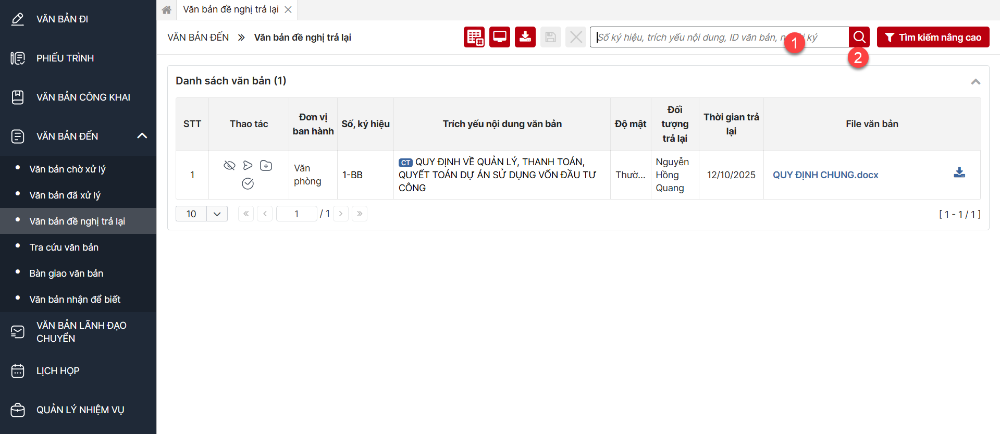 VĂN BẢN ĐI
PHIẾU TRÌNH
VĂN BẢN CÔNG KHAI
VĂN BẢN ĐẾN
Văn bản chờ xử lý
Văn bản đã xử lý
Văn bản đề nghị trả lại
Tra cứu văn bản
Bàn giao văn bản
Văn bản nhận để biết
VĂN BẢN LÃNH ĐẠO
CHUYỂN
LỊCH HỌP
QUẢN LÝ NHIỆM VỤ
Văn bản đề nghị trả lại
VĂN BẢN ĐẾN » Văn bản đề nghị trả lại
Số ký hiệu, trích yếu nội dung, ID văn bản, ký
1
2
Tìm kiếm nâng cao
Danh sách văn bản (1)
STT
Thao tác
Đơn vị
ban hành
Số, ký hiệu
Trích yếu nội dung văn bản
Độ mật
Đối
tượng
trả lại
Thời gian trả
lại
File văn bản
1
Văn
phòng
1-BB
CT QUY ĐỊNH VỀ QUẢN LÝ, THANH TOÁN,
QUYẾT TOÁN DỰ ÁN SỬ DỤNG VỐN ĐẦU TƯ
CÔNG
Thườ...
Nguyễn
Hồng
Quang
12/10/2025
QUY ĐỊNH CHUNG.docx
10
« ‹ 1 / 1 › »
[ 1 - 1 / 1 ]